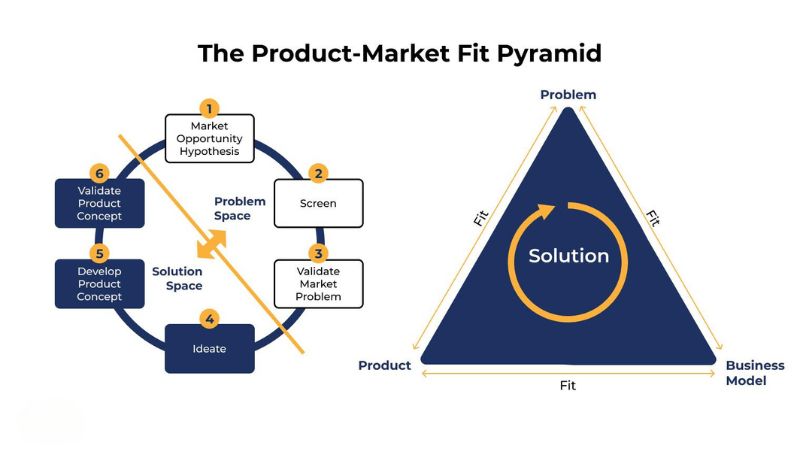 The Product-Market Fit Pyramid
1
Market
Opportunity
Hypothesis
2
Screen
3
Validate
Market
Problem
4
Ideate
5
Develop
Product
Concept
6
Validate
Product
Concept
Problem
Space
Solution
Space
Problem
Fit
Fit
Solution
Product
Business
Model
Fit